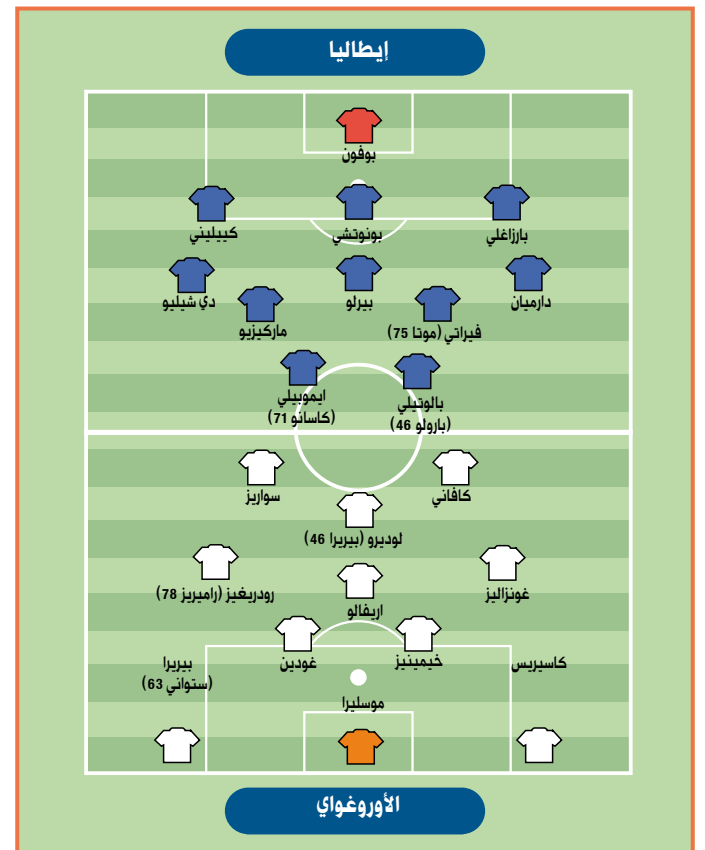 إيطاليا
بوفون
بارزاغلي
بونوتشي
كييليني
دارميان
بيرلو
دي شيليو
فيراتي (موتا 75)
ماركيزيو
بالوتيلي
(بارولو 46)
ايموبيلي
(كاسانو 71)
كافاني
سواريز
لوديرو (بيريرا 46)
غونزاليز
رودريغيز (راميريز 78)
اريفالو
كاسيريس
خيمينيز
غودين
بيريرا
(ستواني 63)
موسليرا
الأوروغواي